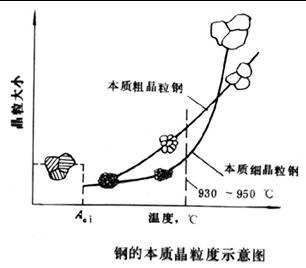 晶粒大小
本质粗晶粒钢
本质细晶粒钢
930 ~ 950 ℃
Ac1
温度,℃
钢的本质晶粒度示意图